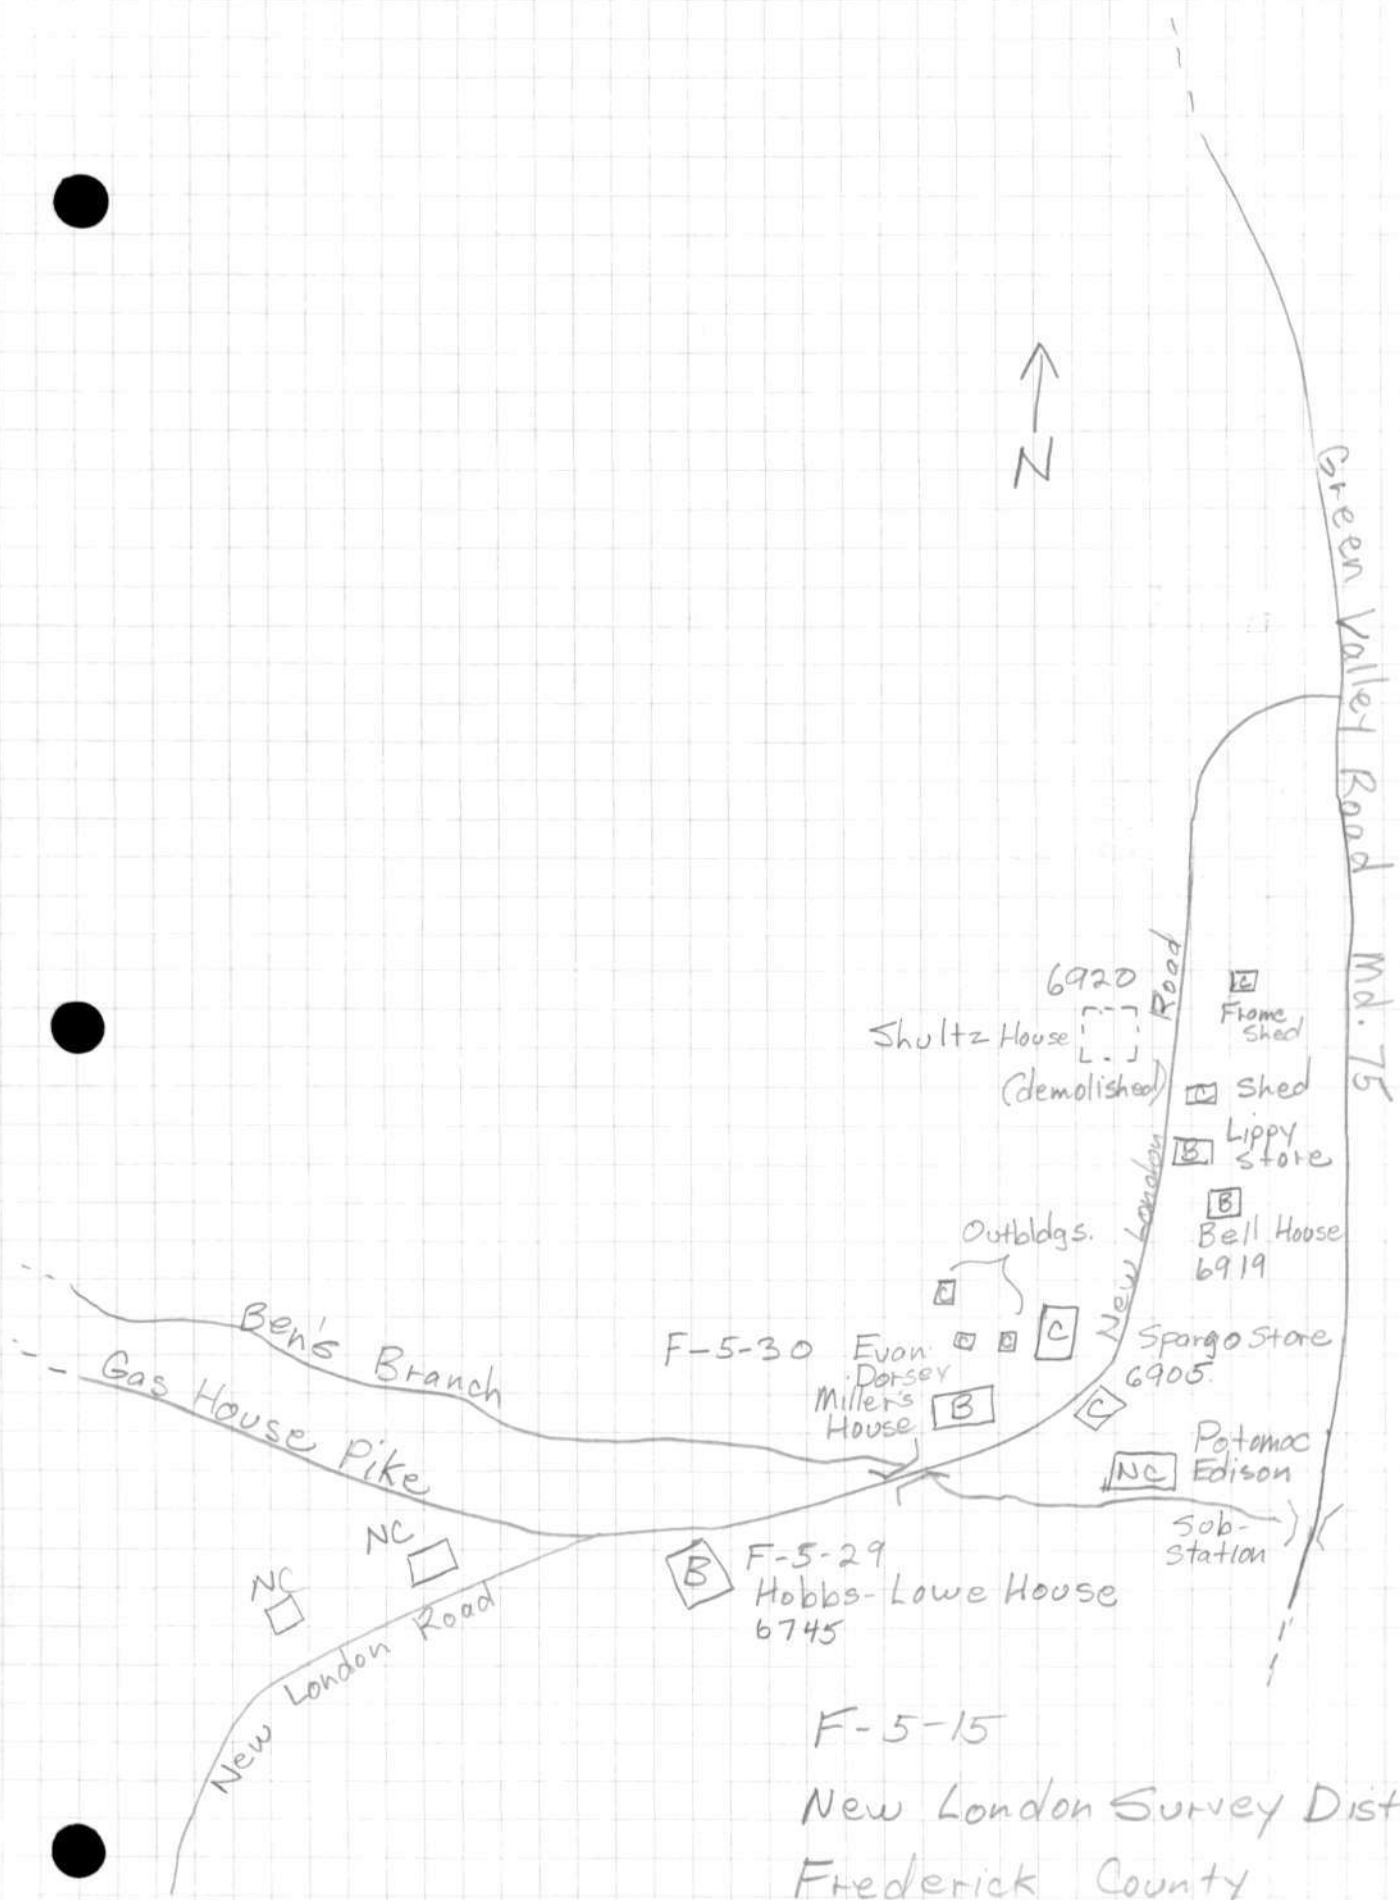 N
Green Valley Road Md. 75
6920
Shultz House
(demolished)
New London Road
C
Frome
Shed
C Shed
B Lippy
Store
B
Bell House
6919
Outbldgs.
C
C
C
C
F-5-30 Evan
Dorsey
Miller's
House
B
Spargo Store
6905.
C
Potomac
Edison
NC
Sob-
station
Ben's Branch
Gas House Pike
NC
NC
New London Road
B
F-5-29
Hobbs-Lowe House
6745
F-5-15
New London Survey Dist
Frederick County